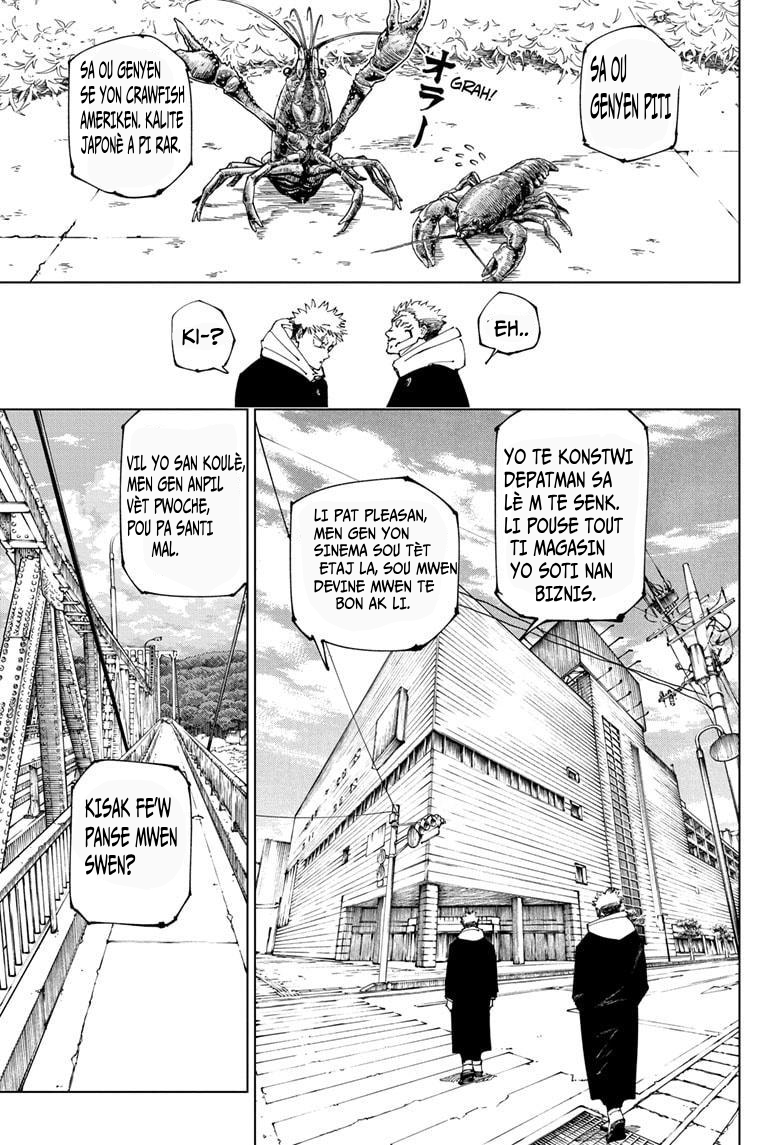 SA OU
GENYEN PITI
オラー
GRAH!
SA OU GENYEN
SE YON CRAWFISH
AMERIKEN. KALITE
JAPONÈ A PI RAR.
EH..
KI-?
YO TE KONSTWI
DEPATMAN SA
LÈ M TE SENK.
LI POUSE TOUT
TI MAGASIN
YO SOTI NAN
BIZNIS.
LI PAT PLEASAN,
MEN GEN YON
SINEMA SOU TÈT
ETAJ LA, SOU MWEN
DEVINE MWEN TE
BON AK LI.
VIL YO SAN KOULÈ,
MEN GEN ANPIL
VÈT PWOCHE,
POU PA SANTI
MAL.
KISAK FE'W
PANSE MWEN
SWEN?